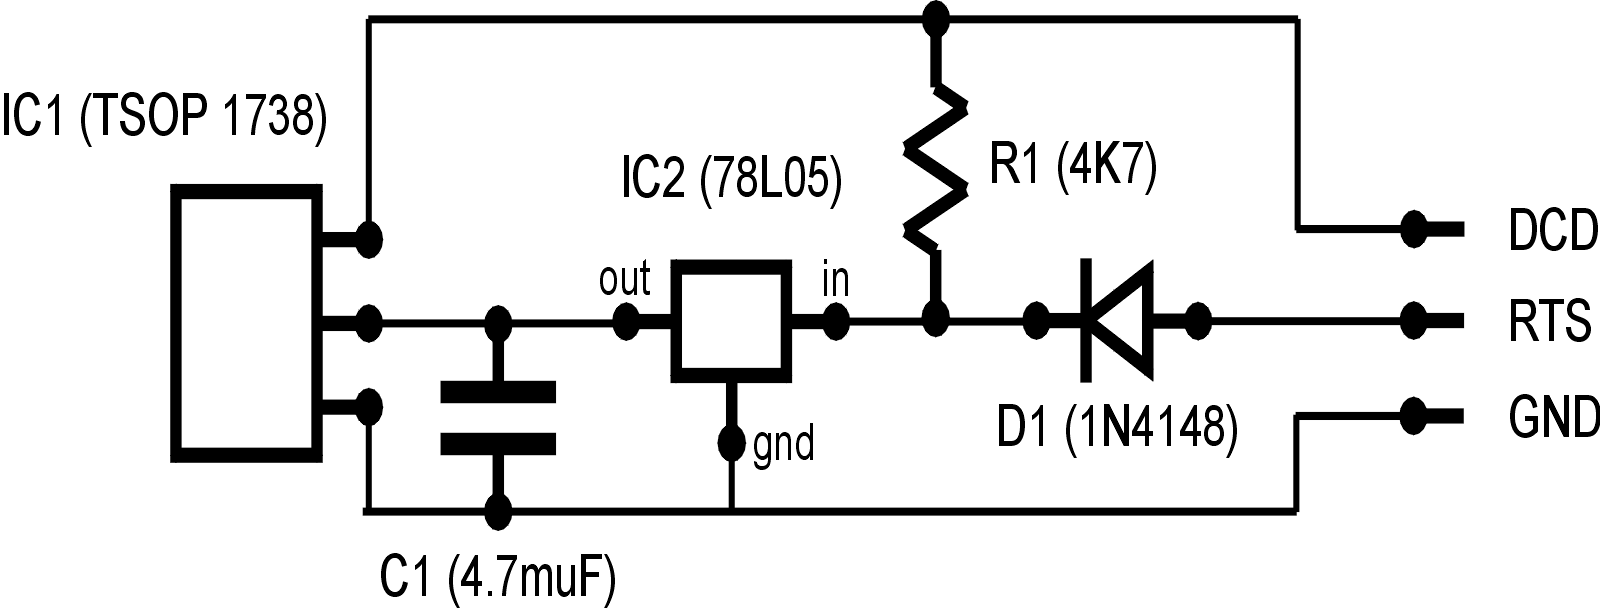 IC1 (TSOP 1738)
IC2 (78L05)
R1 (4K7)
DCD
out
in
RTS
D1 (1N4148)
GND
gnd
C1 (4.7muF)